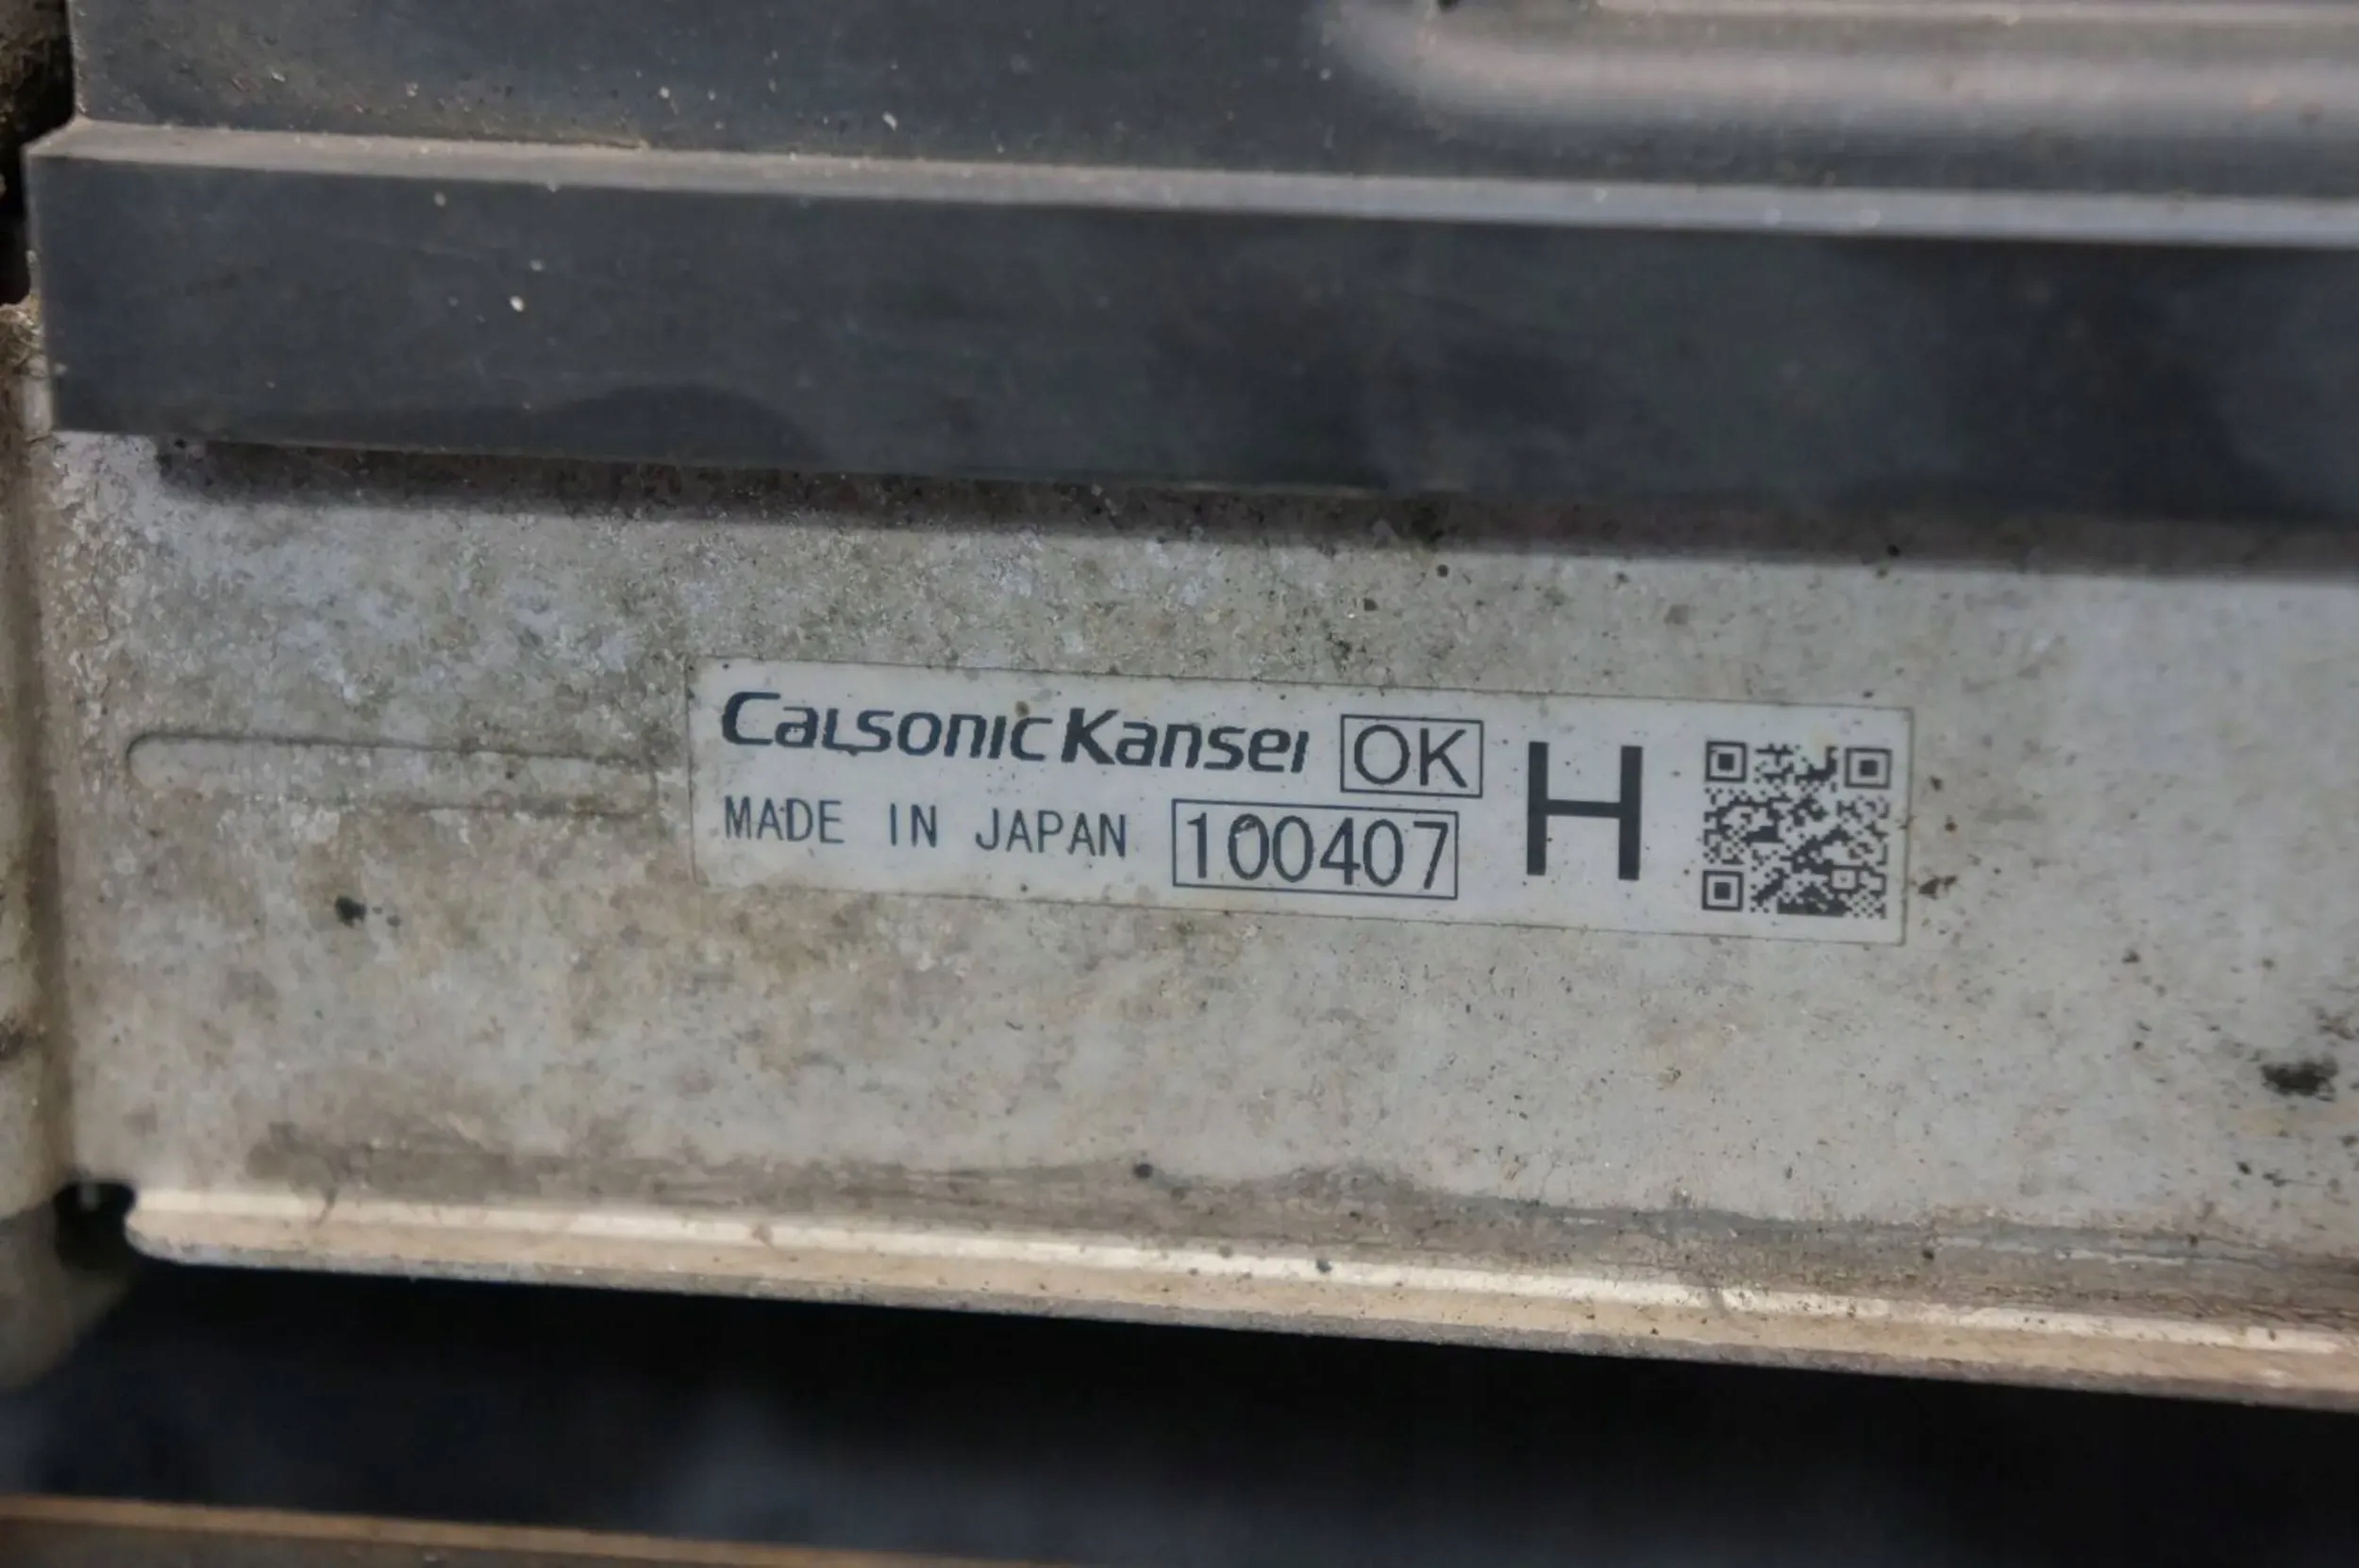 CalsonicKansei OK H
MADE IN JAPAN 100407